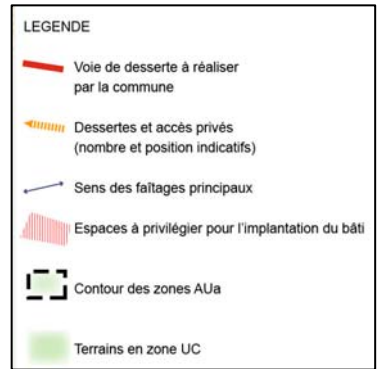 LEGENDE
Voie de desserte à réaliser
par la commune
Dessertes et accès privés
(nombre et position indicatifs)
Sens des faîtages principaux
Espaces à privilégier pour l'implantation du bâti
Contour des zones AUa
Terrains en zone UC